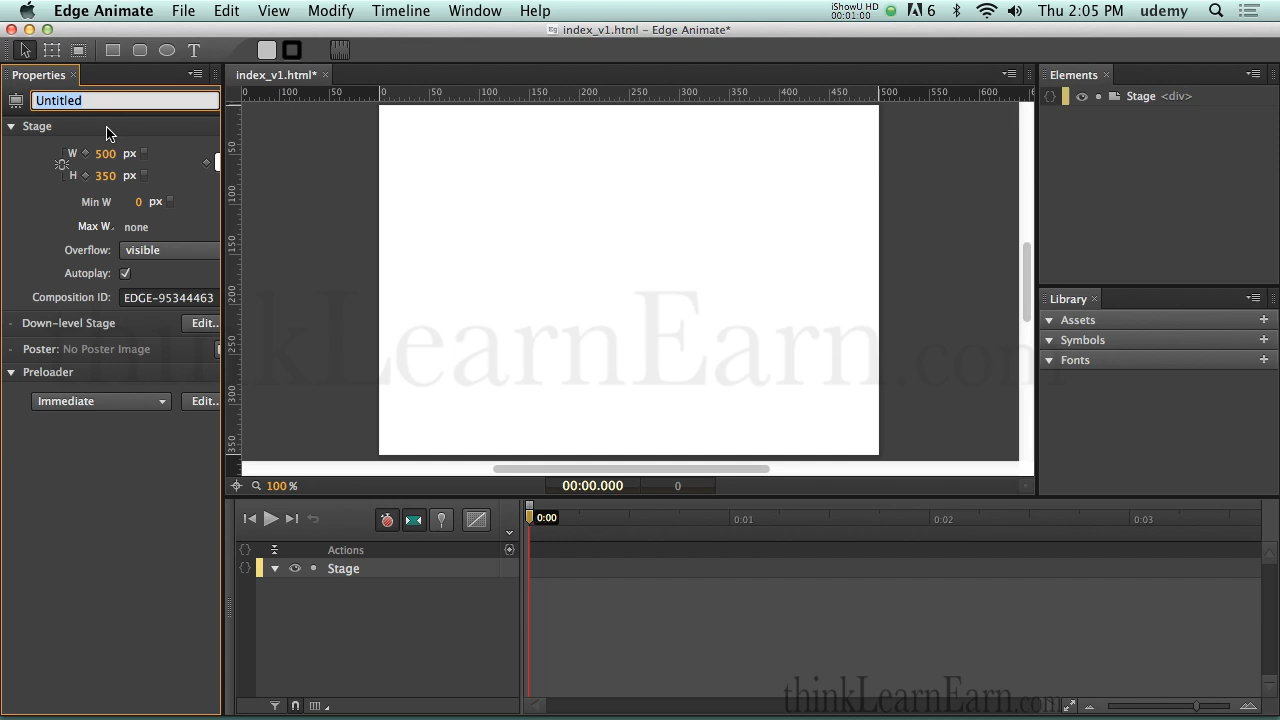 Edge Animate File Edit View Modify Timeline Window Help iShowU HD 00:01:00 6 Thu 2:05 PM udemy
index_v1.html – Edge Animate*
T
Properties × index_v1.html* × Elements ×
Untitled
0 100 50 0 50 100 150 200 250 300 350 400 450 500 550 600
Stage <div>
Stage
W 500 px
H 350 px
Min W 0 px
Max W. none
Overflow: visible
Autoplay:
Composition ID: EDGE-95344463
Down-level Stage Edit..
Poster: No Poster Image
Preloader
Immediate Edit..
50
100
150
200
250
300
350
thinkLearnEarn.com
Library ×
Assets +
Symbols +
Fonts +
100 % 00:00.000 0
0:00 0:01 0:02 0:03
Actions
Stage
thinkLearnEarn.com